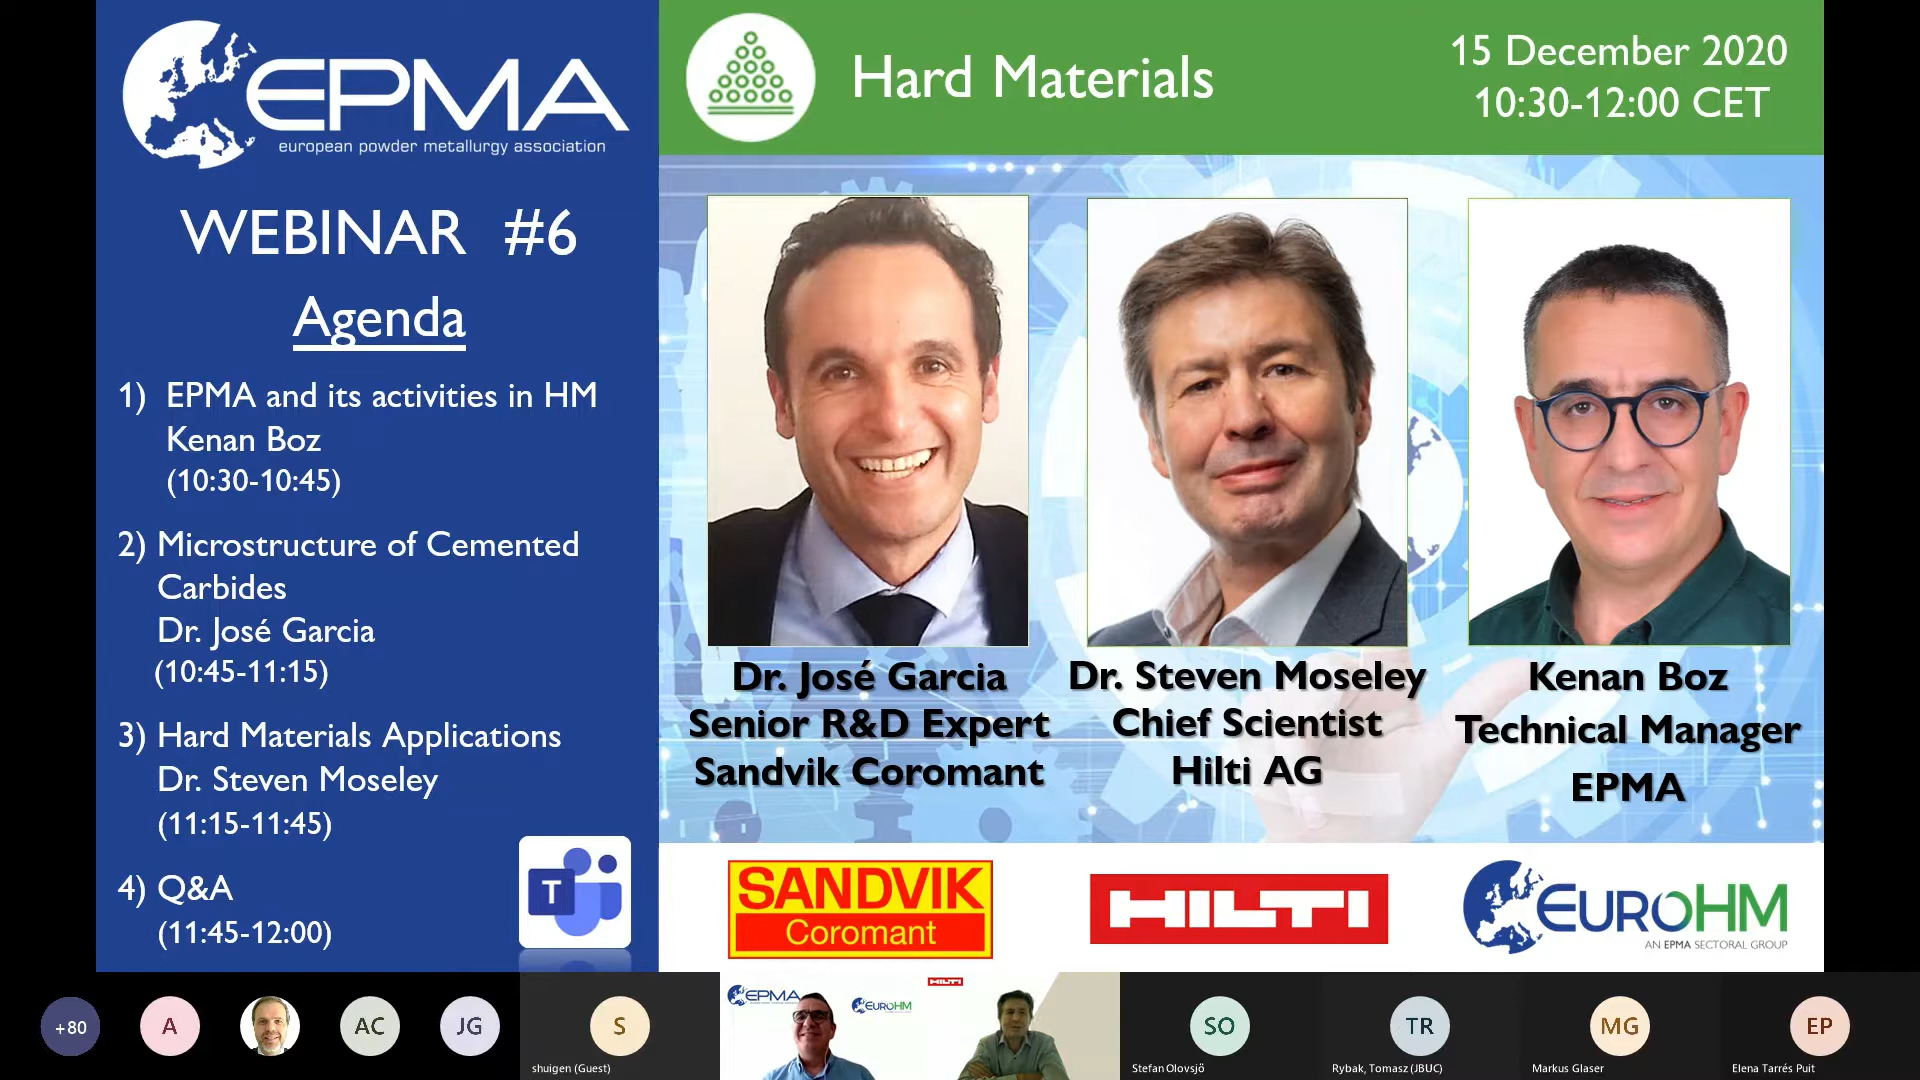 EPMA
european powder metallurgy association
WEBINAR #6
Agenda
1) EPMA and its activities in HM
Kenan Boz
(10:30-10:45)
2) Microstructure of Cemented
Carbides
Dr. José Garcia
(10:45-11:15)
3) Hard Materials Applications
Dr. Steven Moseley
(11:15-11:45)
4) Q&A
(11:45-12:00)
T
Hard Materials
15 December 2020
10:30-12:00 CET
Dr. José Garcia
Senior R&D Expert
Sandvik Coromant
Dr. Steven Moseley
Chief Scientist
Hilti AG
Kenan Boz
Technical Manager
EPMA
SANDVIK
Coromant
HILTI
EUROHM
AN EPMA SECTORAL GROUP
+80
A
AC
JG
S
shuigen (Guest)
EPMA
EUROHM
HILTI
SO
Stefan Olovsjö
TR
Rybak, Tomasz (JBUC)
MG
Markus Glaser
EP
Elena Tarrés Puit